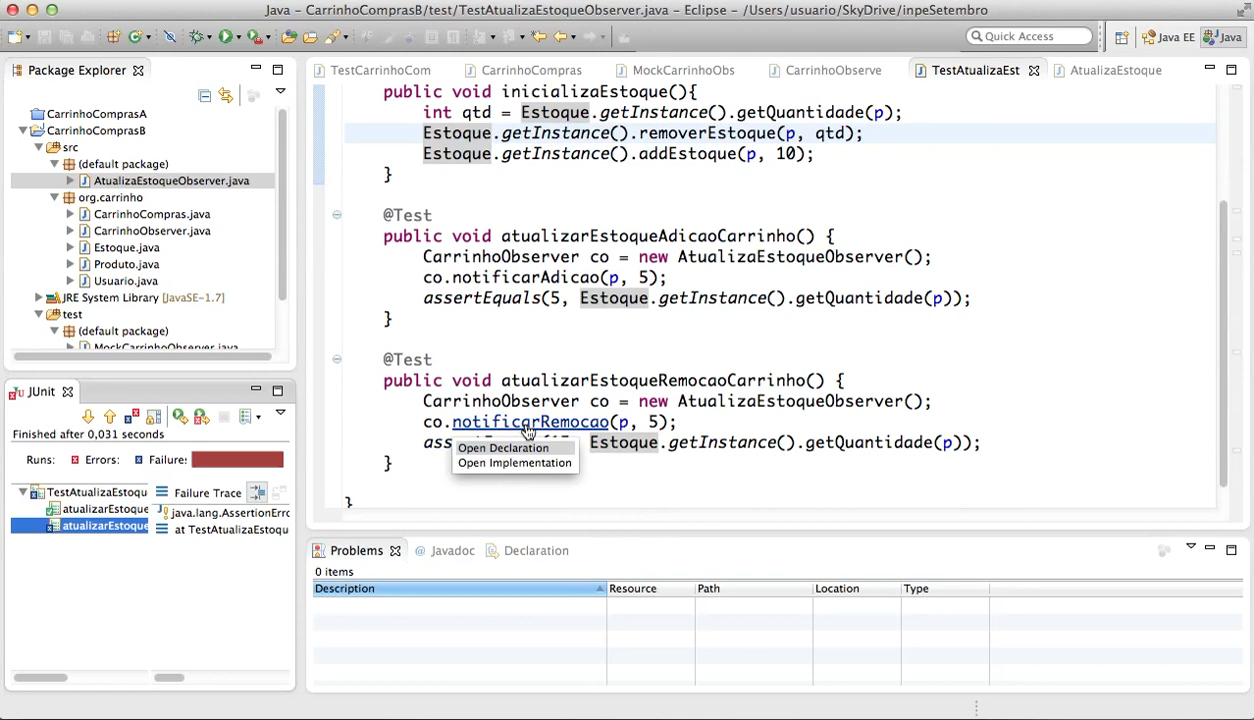 Java - CarrinhoComprasB/test/TestAtualizaEstoqueObserver.java - Eclipse - /Users/usuario/SkyDrive/inpeSetembro
Quick Access
Java EE
Java
Package Explorer
CarrinhoComprasA
CarrinhoComprasB
src
(default package)
AtualizaEstoqueObserver.java
org.carrinho
CarrinhoCompras.java
CarrinhoObserver.java
Estoque.java
Produto.java
Usuario.java
JRE System Library [JavaSE-1.7]
test
(default package)
MockCarrinhoObserver.java
JUnit
Finished after 0,031 seconds
Runs:
Errors:
Failure:
TestAtualizaEstoqu
atualizarEstoque
atualizarEstoque
Failure Trace
java.lang.AssertionErro
at TestAtualizaEstoqu
TestCarrinhoCom
CarrinhoCompras
MockCarrinhoObs
CarrinhoObserve
TestAtualizaEst
AtualizaEstoque
public void inicializaEstoque(){
int qtd = Estoque.getInstance().getQuantidade(p);
Estoque.getInstance().removerEstoque(p, qtd);
Estoque.getInstance().addEstoque(p, 10);
}
@Test
public void atualizarEstoqueAdicaoCarrinho() {
CarrinhoObserver co = new AtualizaEstoqueObserver();
co.notificarAdicao(p, 5);
assertEquals(5, Estoque.getInstance().getQuantidade(p));
}
@Test
public void atualizarEstoqueRemocaoCarrinho() {
CarrinhoObserver co = new AtualizaEstoqueObserver();
co.notificarRemocao(p, 5);
Estoque.getInstance().getQuantidade(p));
Open Declaration
Open Implementation
}
}
Problems
@ Javadoc
Declaration
0 items
Description
Resource
Path
Location
Type